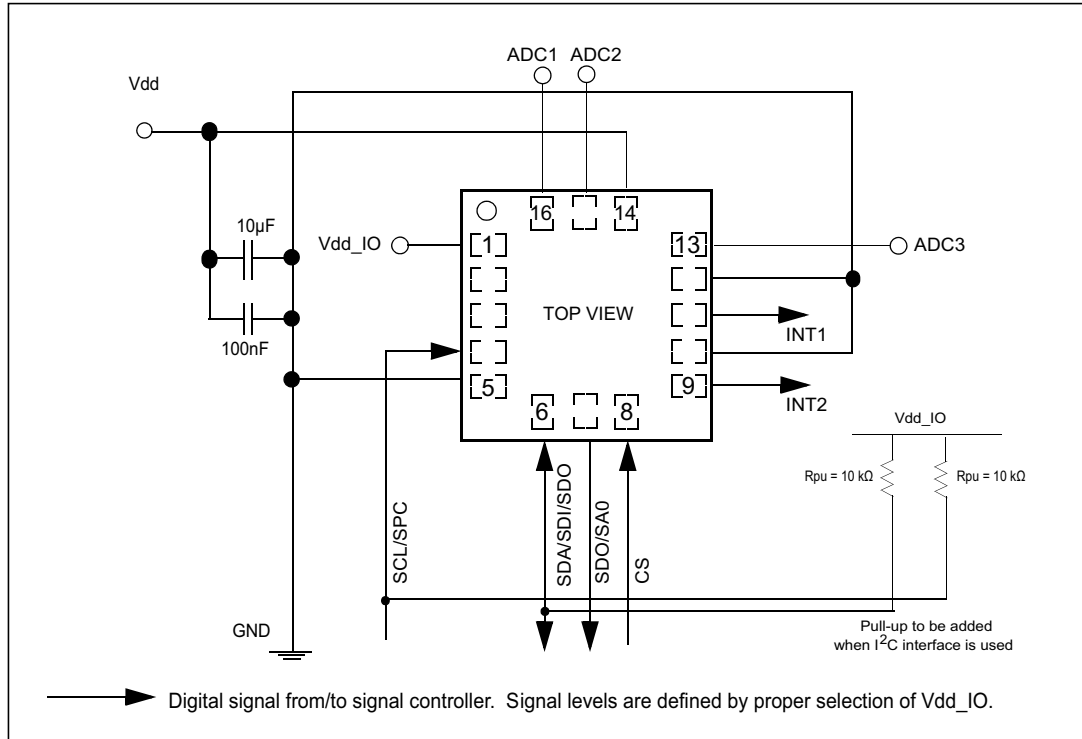 ADC1 ADC2
Vdd
16
14
10µF
Vdd_IO
1
13
ADC3
TOP VIEW
INT1
100nF
5
9
INT2
6
8
Vdd_IO
Rpu = 10 kΩ
Rpu = 10 kΩ
SCL/SPC
SDA/SDI/SDO
SDO/SA0
CS
GND
Pull-up to be added
when I²C interface is used
Digital signal from/to signal controller. Signal levels are defined by proper selection of Vdd_IO.